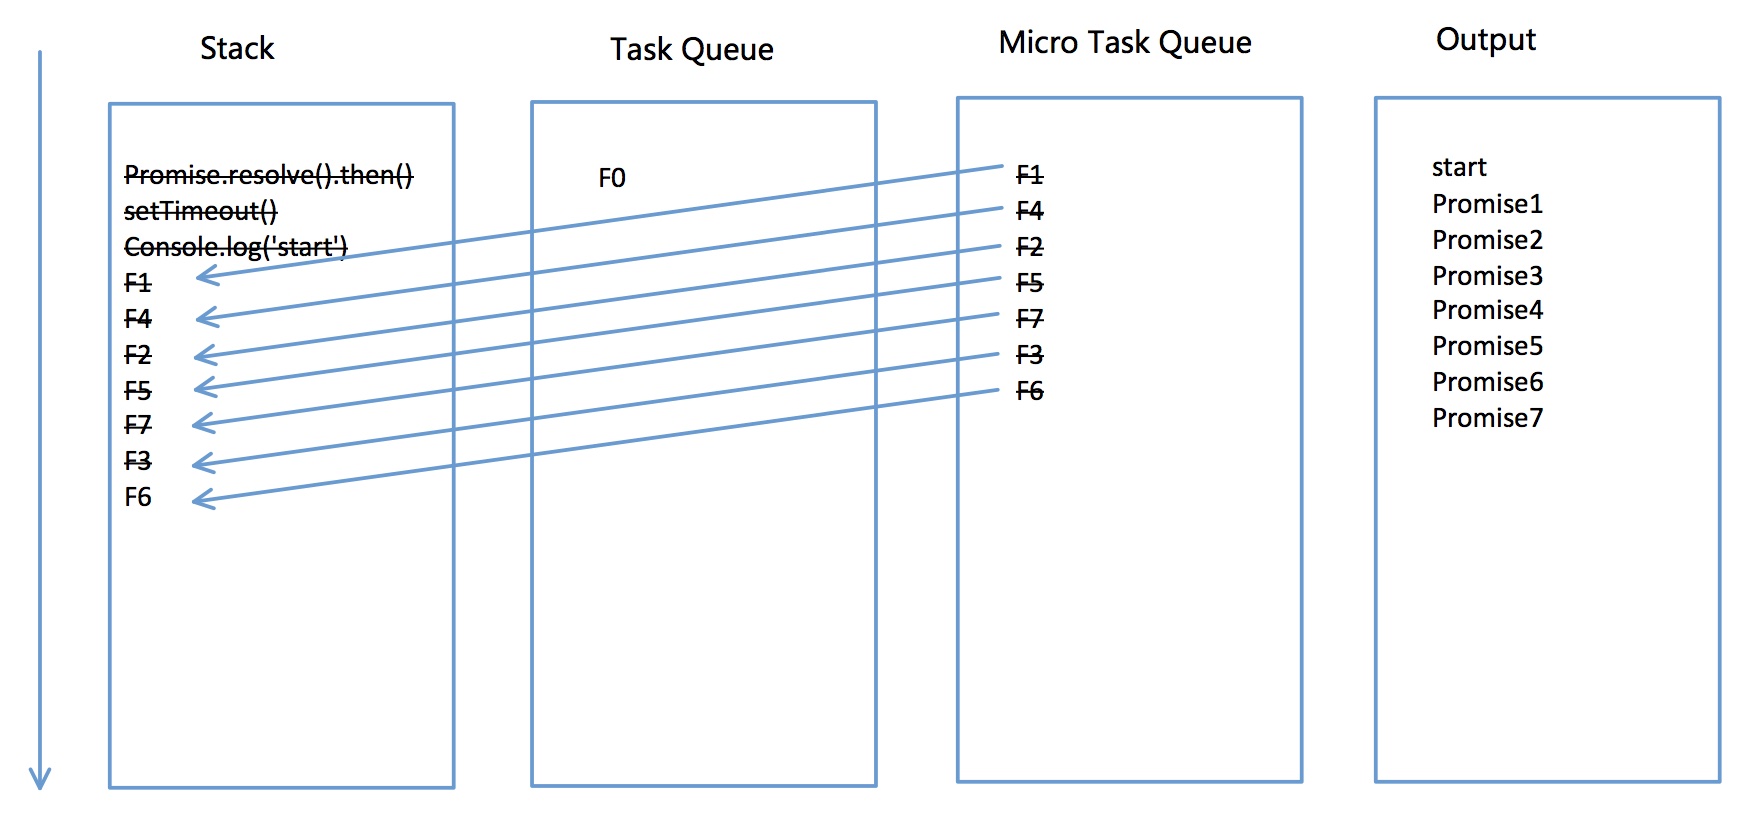 Stack
Promise.resolve().then()
setTimeout()
Console.log('start')
F1
F4
F2
F5
F7
F3
F6
Task Queue
F0
Micro Task Queue
F1
F4
F2
F5
F7
F3
F6
Output
start
Promise1
Promise2
Promise3
Promise4
Promise5
Promise6
Promise7